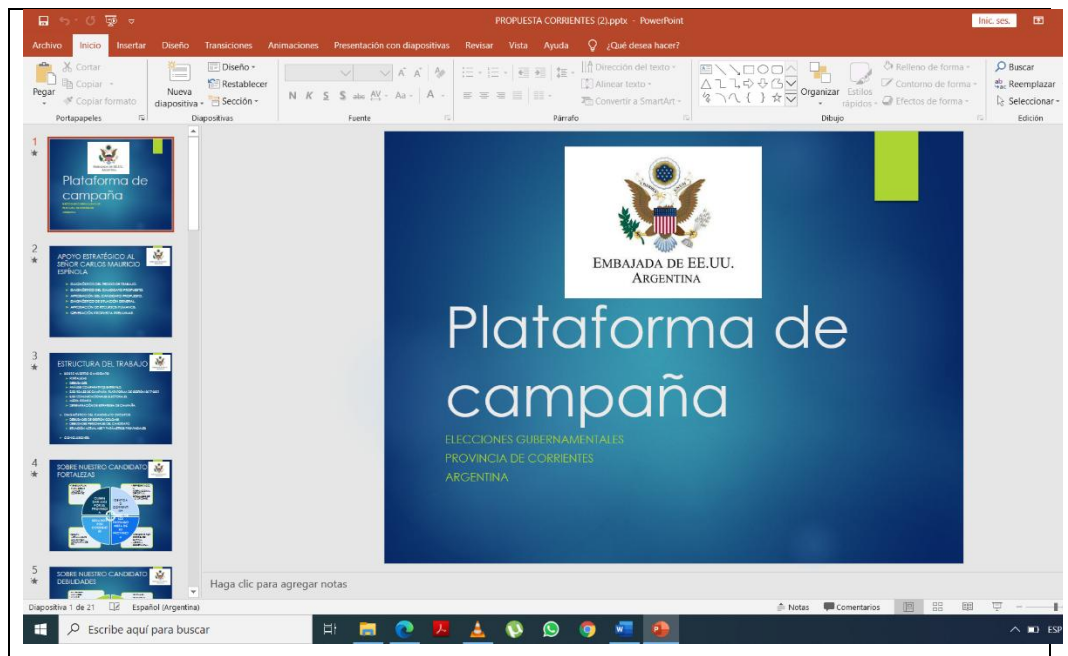 PROPUESTA CORRIENTES (2).pptx - PowerPoint
Inic. ses.
Archivo Inicio Insertar Diseño Transiciones Animaciones Presentación con diapositivas Revisar Vista Ayuda ¿Qué desea hacer?
Pegar
Cortar
Copiar
Copiar formato
Portapapeles
Nueva
diapositiva
Diseño
Restablecer
Sección
Diapositivas
N K S S abc AV Aa A
Fuente
Dirección del texto
Alinear texto
Convertir a SmartArt
Párrafo
Organizar
Estilos
rápidos
Relleno de forma
Contorno de forma
Efectos de forma
Dibujo
Buscar
Reemplazar
Seleccionar
Edición
1
Plataforma de
campaña
2
APOYO ESTRATÉGICO AL
SEÑOR CARLOS MAURICIO
ESPÍNOLA
3
ESTRUCTURA DEL TRABAJO
4
SOBRE NUESTRO CANDIDATO
FORTALEZAS
5
SOBRE NUESTRO CANDIDATO
DEBILIDADES
EMBAJADA DE EE.UU.
ARGENTINA
Plataforma de
campaña
ELECCIONES GUBERNAMENTALES
PROVINCIA DE CORRIENTES
ARGENTINA
Haga clic para agregar notas
Diapositiva 1 de 21 Español (Argentina) Notas Comentarios
Escribe aquí para buscar
ESP